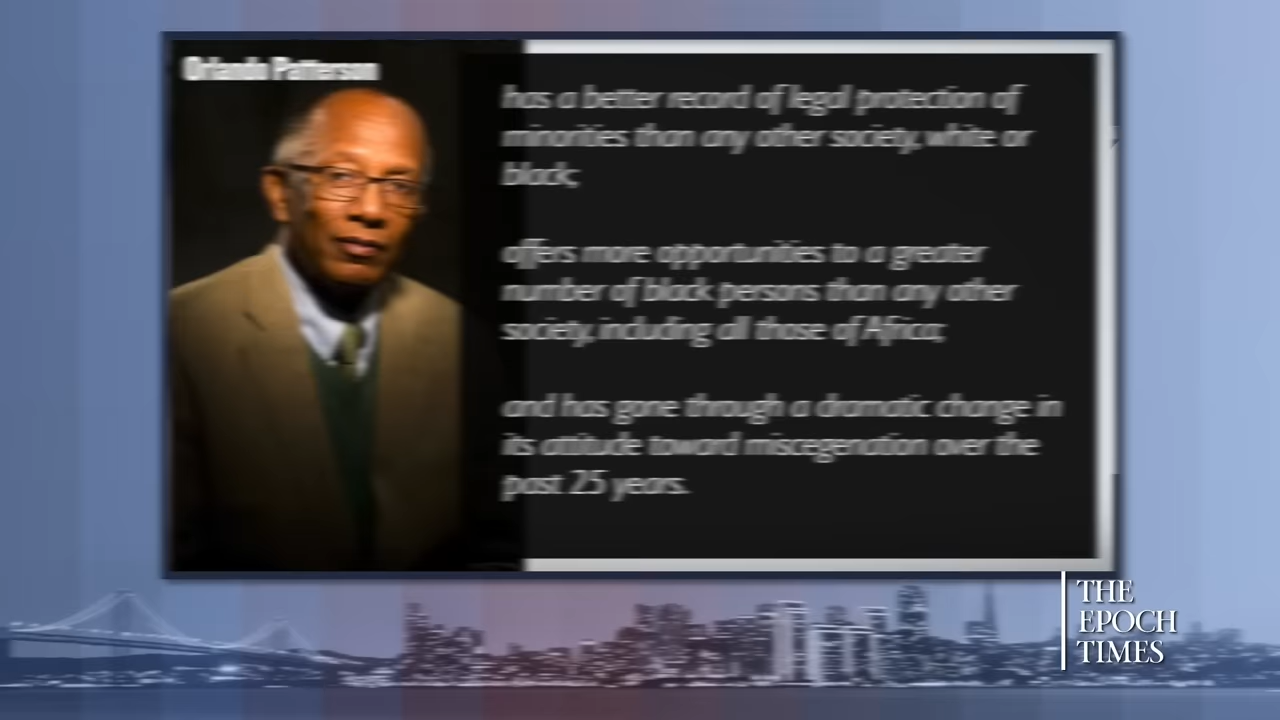 Orlando Patterson
has a better record of legal protection of
minorities than any other society, white or
black;
offers more opportunities to a greater
number of black persons than any other
society, including all those of Africa;
and has gone through a dramatic change in
its attitude toward miscegenation over the
past 25 years.
THE
EPOCH
TIMES